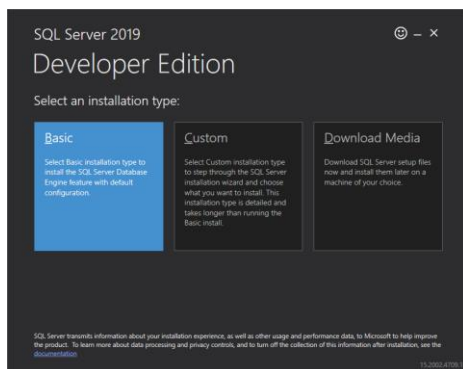 SQL Server 2019
Developer Edition
Select an installation type:
Basic
Select Basic installation type to
install the SQL Server Database
Engine feature with default
configuration.
Custom
Select Custom installation type
to step through the SQL Server
installation wizard and choose
what you want to install. This
installation type is detailed and
takes longer than running the
Basic install.
Download Media
Download SQL Server setup files
now and install them later on a
machine of your choice.
SQL Server transmits information about your installation experience, as well as other usage and performance data, to Microsoft to help improve
the product. To learn more about data processing and privacy controls, and to turn off the collection of this information after installation, see the
documentation
15.2002.4709.1